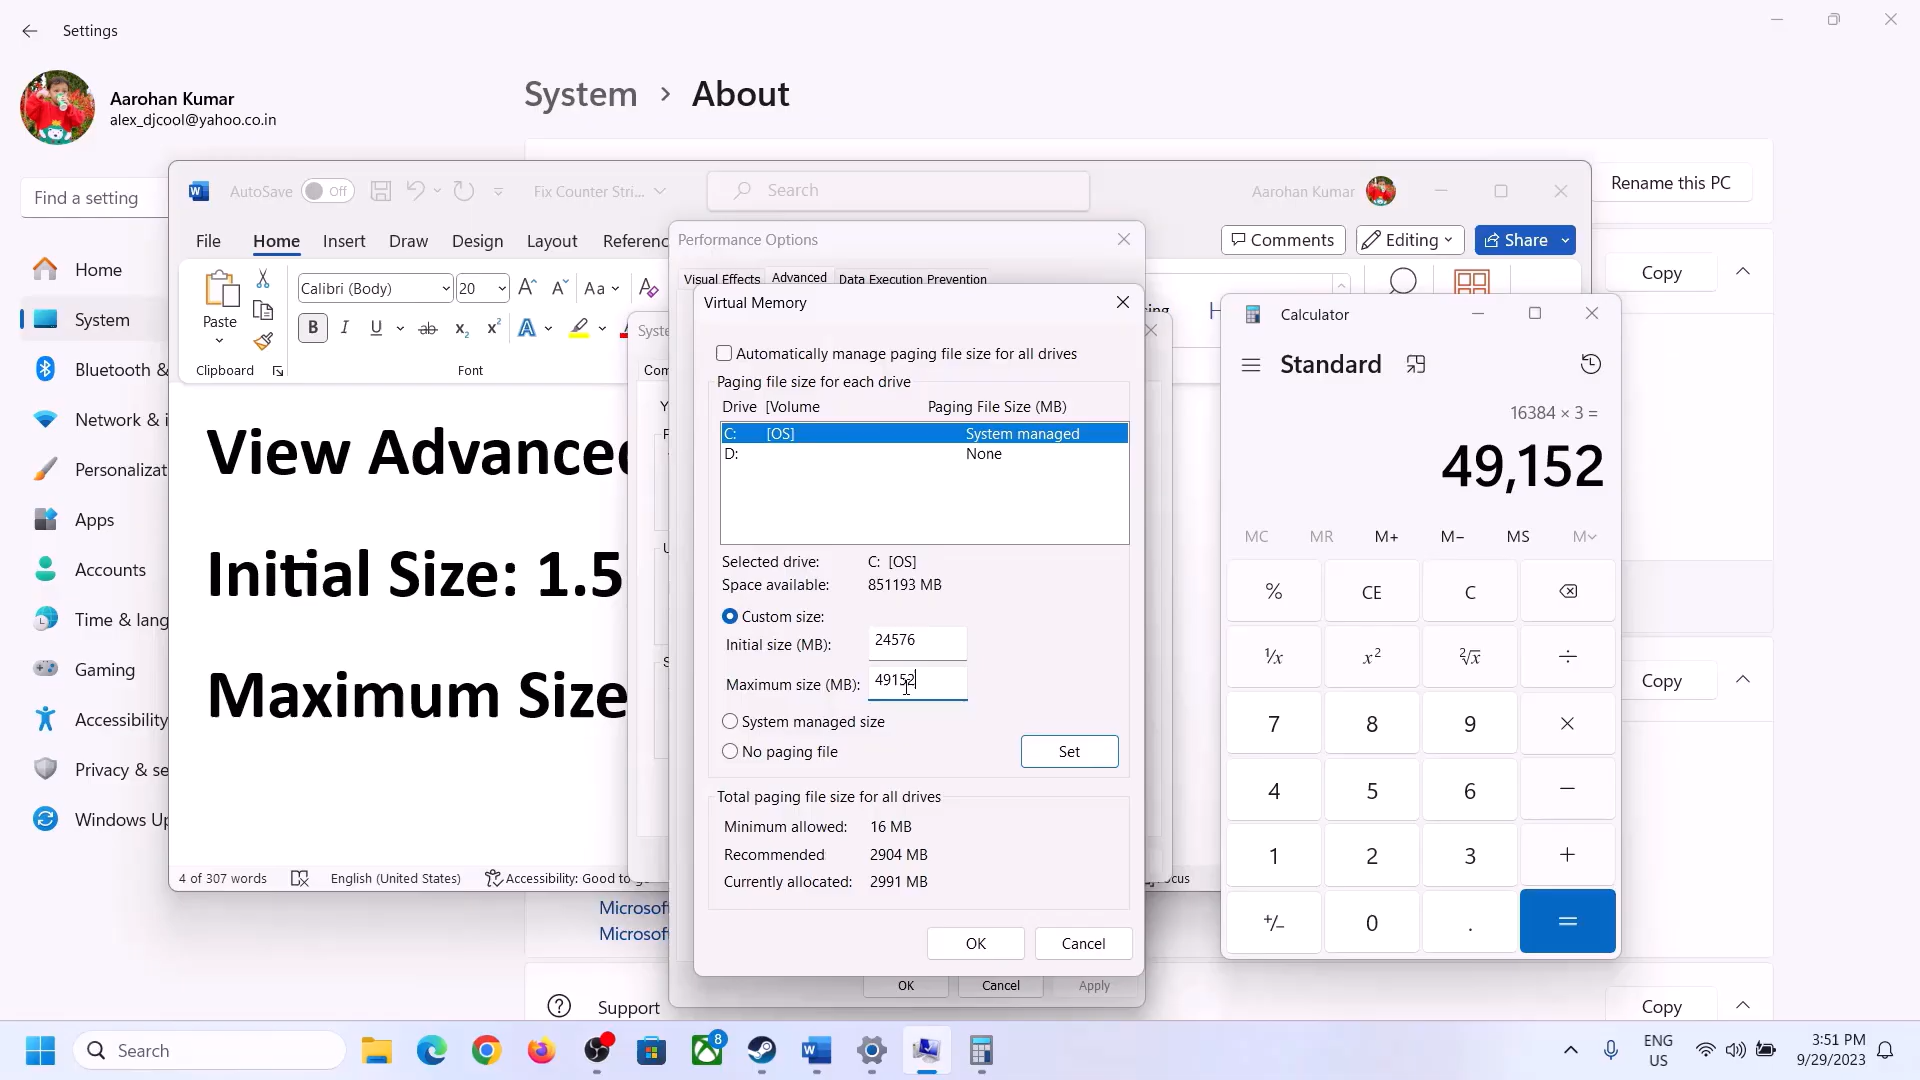 Settings
Aarohan Kumar
alex_djcool@yahoo.co.in
System > About
Find a setting
Home
System
Bluetooth &
Network & i
Personalizat
Apps
Accounts
Time & lang
Gaming
Accessibility
Privacy & se
Windows Up
Rename this PC
Copy
Copy
Copy
AutoSave Off
Fix Counter Stri...
Search
Aarohan Kumar
File Home Insert Draw Design Layout Referenc
Comments Editing Share
Paste
Calibri (Body) 20
Clipboard
Font
View Advanced
Initial Size: 1.5
Maximum Size
4 of 307 words
English (United States)
Accessibility: Good to g
Microsof
Microsof
Support
Performance Options
Visual Effects Advanced Data Execution Prevention
Syste
Com
OK Cancel Apply
Virtual Memory
Automatically manage paging file size for all drives
Paging file size for each drive
Drive [Volume Paging File Size (MB)
C: [OS] System managed
D: None
Selected drive: C: [OS]
Space available: 851193 MB
Custom size:
Initial size (MB): 24576
Maximum size (MB): 49152
System managed size
No paging file
Set
Total paging file size for all drives
Minimum allowed: 16 MB
Recommended 2904 MB
Currently allocated: 2991 MB
OK Cancel
Calculator
Standard
16384 × 3 =
49,152
MC MR M+ M− MS M
% CE C
1/x x² ²√x ÷
7 8 9 ×
4 5 6 −
1 2 3 +
+/− 0 . =
Search
8
ENG
US
3:51 PM
9/29/2023